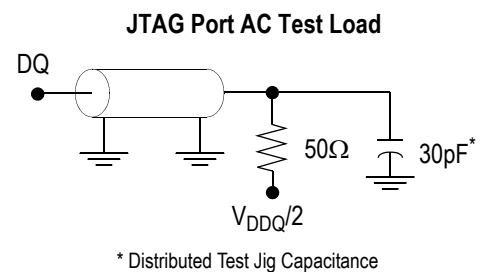 JTAG Port AC Test Load
DQ
50Ω
30pF*
VDDQ/2
* Distributed Test Jig Capacitance